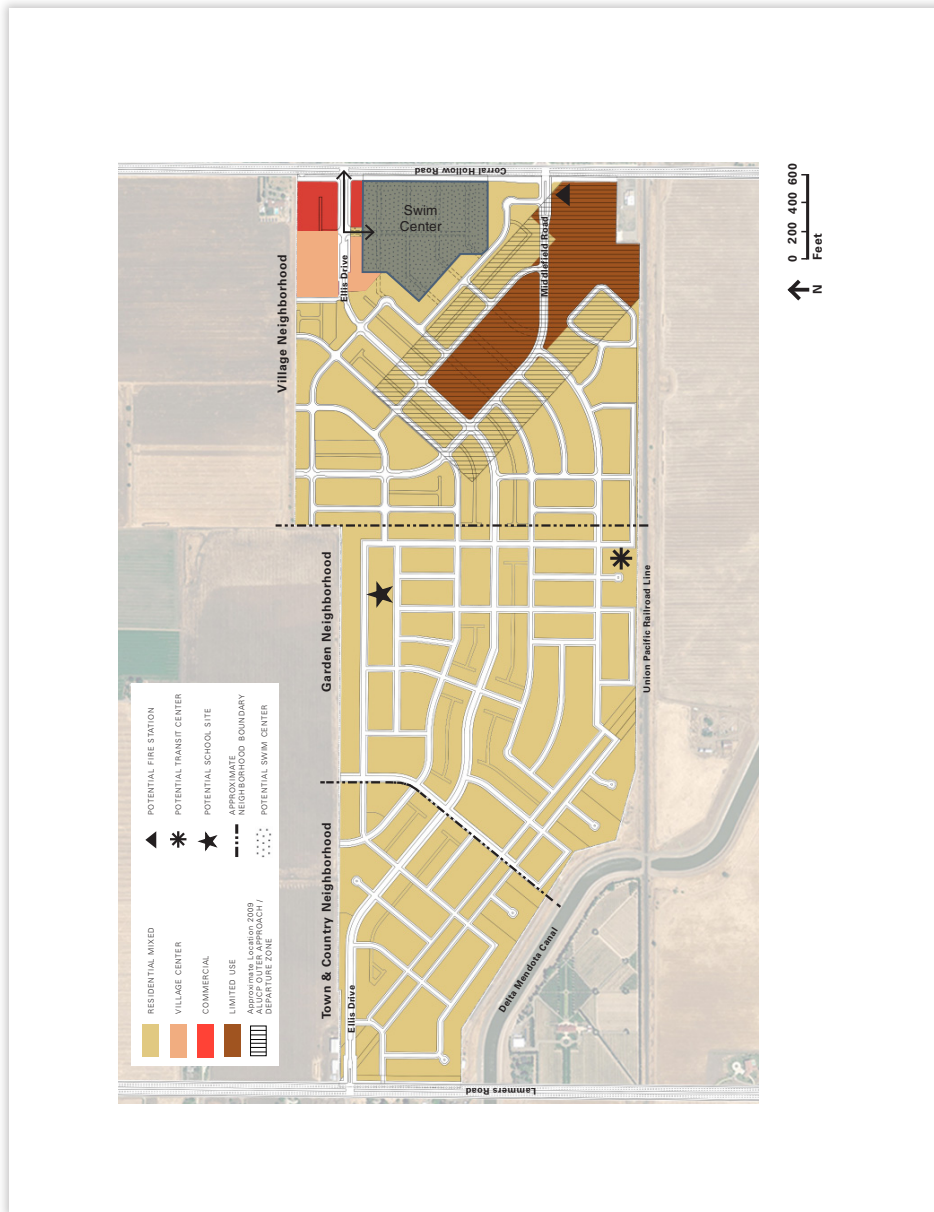 Corral Hollow Road
Swim
Center
Middlefield Road
Ellis Drive
Village Neighborhood
0 200 400 600
Feet
N
Garden Neighborhood
Union Pacific Railroad Line
Town & Country Neighborhood
Ellis Drive
Delta Mendota Canal
Lammers Road
RESIDENTIAL MIXED
VILLAGE CENTER
COMMERCIAL
LIMITED USE
Approximate Location 2009
ALUCP OUTER APPROACH /
DEPARTURE ZONE
POTENTIAL FIRE STATION
POTENTIAL TRANSIT CENTER
POTENTIAL SCHOOL SITE
APPROXIMATE
NEIGHBORHOOD BOUNDARY
POTENTIAL SWIM CENTER